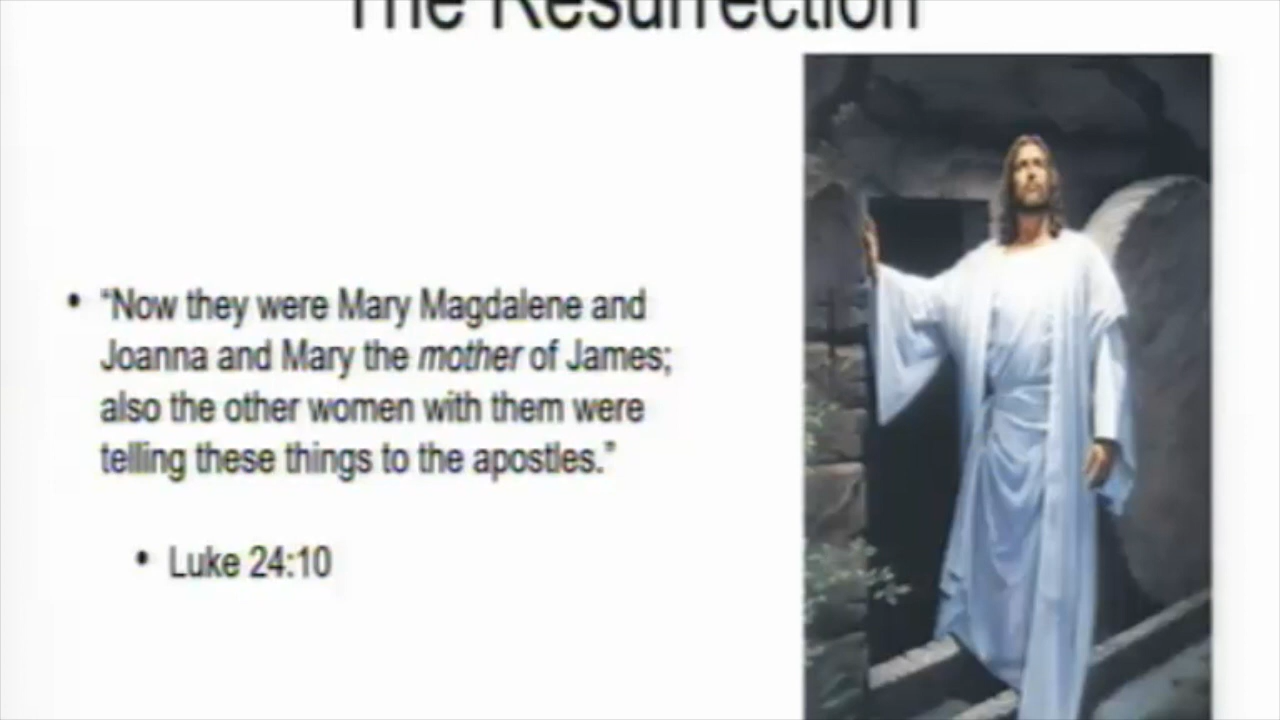 The Resurrection
• “Now they were Mary Magdalene and
Joanna and Mary the mother of James;
also the other women with them were
telling these things to the apostles.”
• Luke 24:10